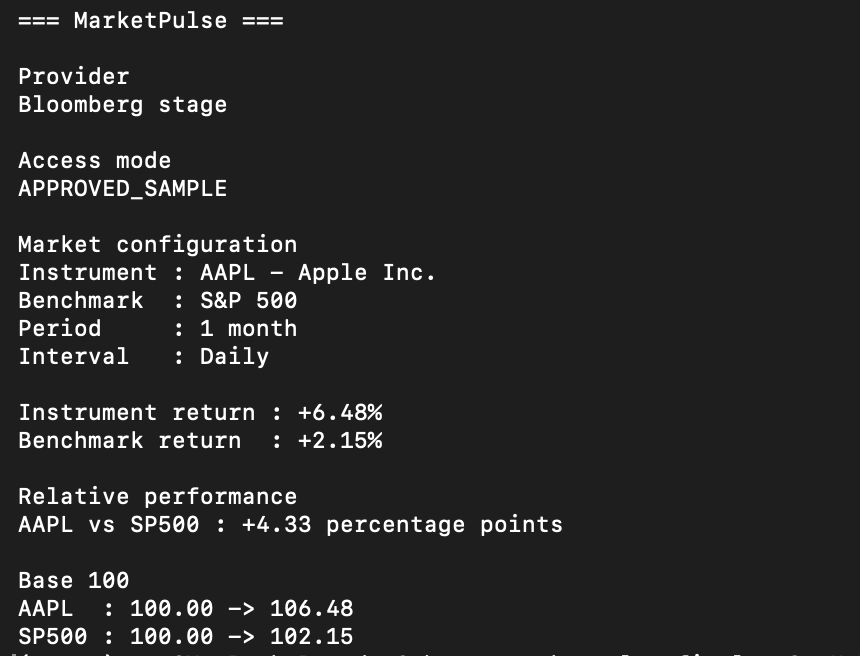 === MarketPulse ===
Provider
Bloomberg stage
Access mode
APPROVED_SAMPLE
Market configuration
Instrument : AAPL – Apple Inc.
Benchmark  : S&P 500
Period     : 1 month
Interval   : Daily
Instrument return : +6.48%
Benchmark return  : +2.15%
Relative performance
AAPL vs SP500 : +4.33 percentage points
Base 100
AAPL  : 100.00 –> 106.48
SP500 : 100.00 –> 102.15